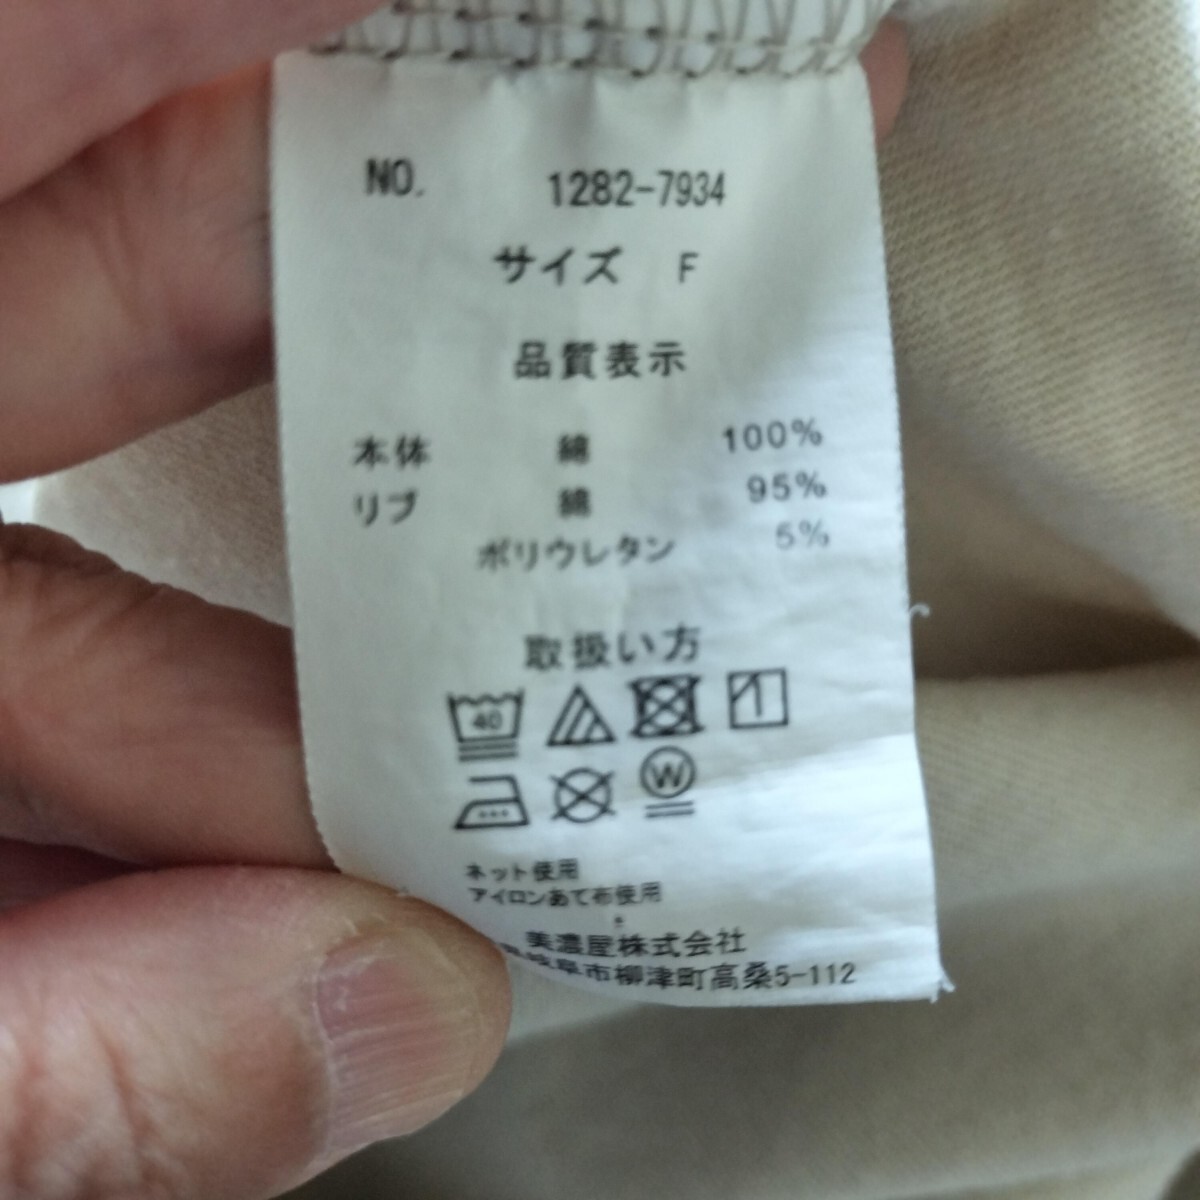 NO. 1282-7934
サイズ F
品質表示
本体 綿 100%
リブ 綿 95%
ポリウレタン 5%
取扱い方
40
W
ネット使用
アイロンあて布使用
美濃屋株式会社
岐阜市柳津町高桑5-112